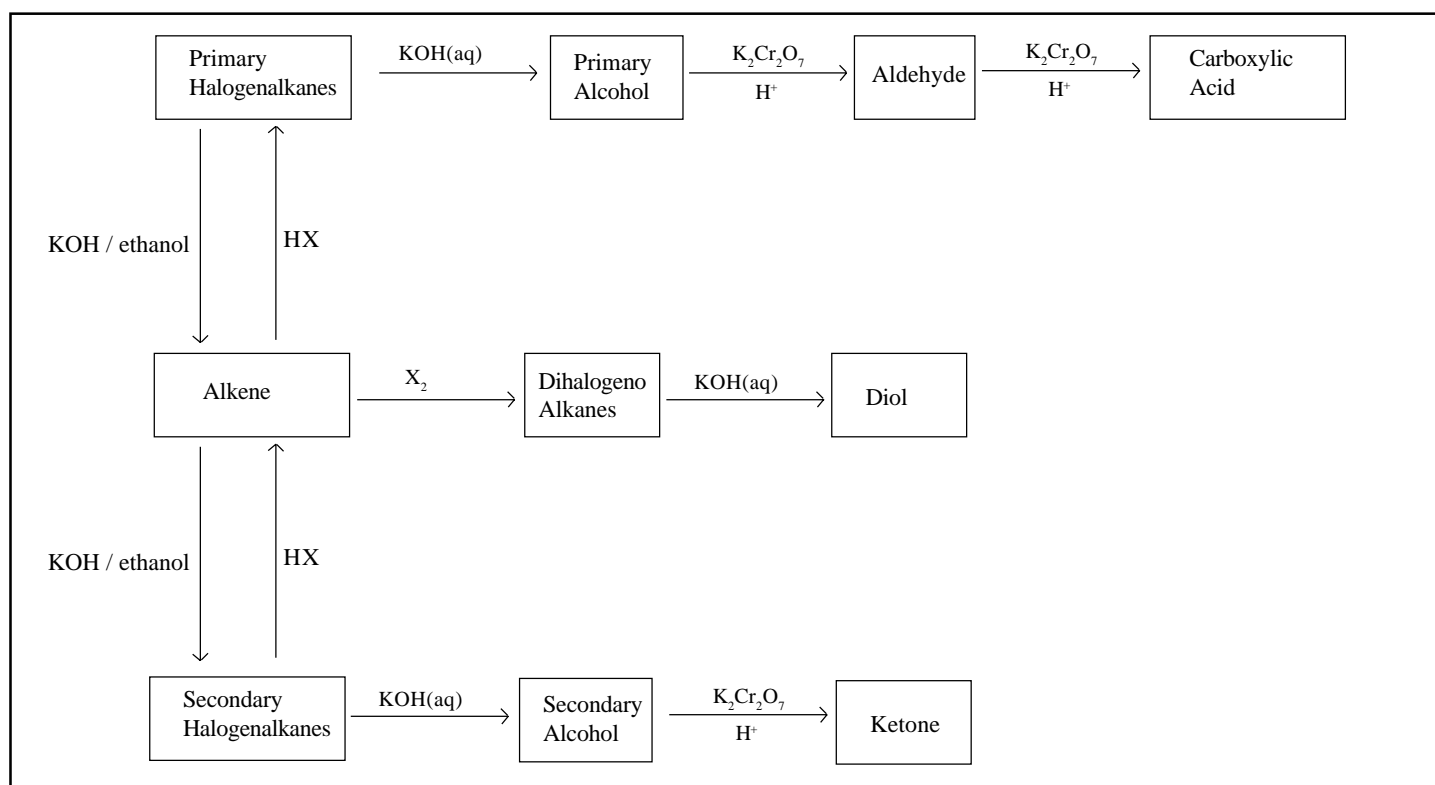 Primary
Halogenalkanes
KOH(aq)
Primary
Alcohol
K₂Cr₂O₇
H⁺
Aldehyde
K₂Cr₂O₇
H⁺
Carboxylic
Acid
KOH / ethanol
HX
Alkene
X₂
Dihalogeno
Alkanes
KOH(aq)
Diol
KOH / ethanol
HX
Secondary
Halogenalkanes
KOH(aq)
Secondary
Alcohol
K₂Cr₂O₇
H⁺
Ketone